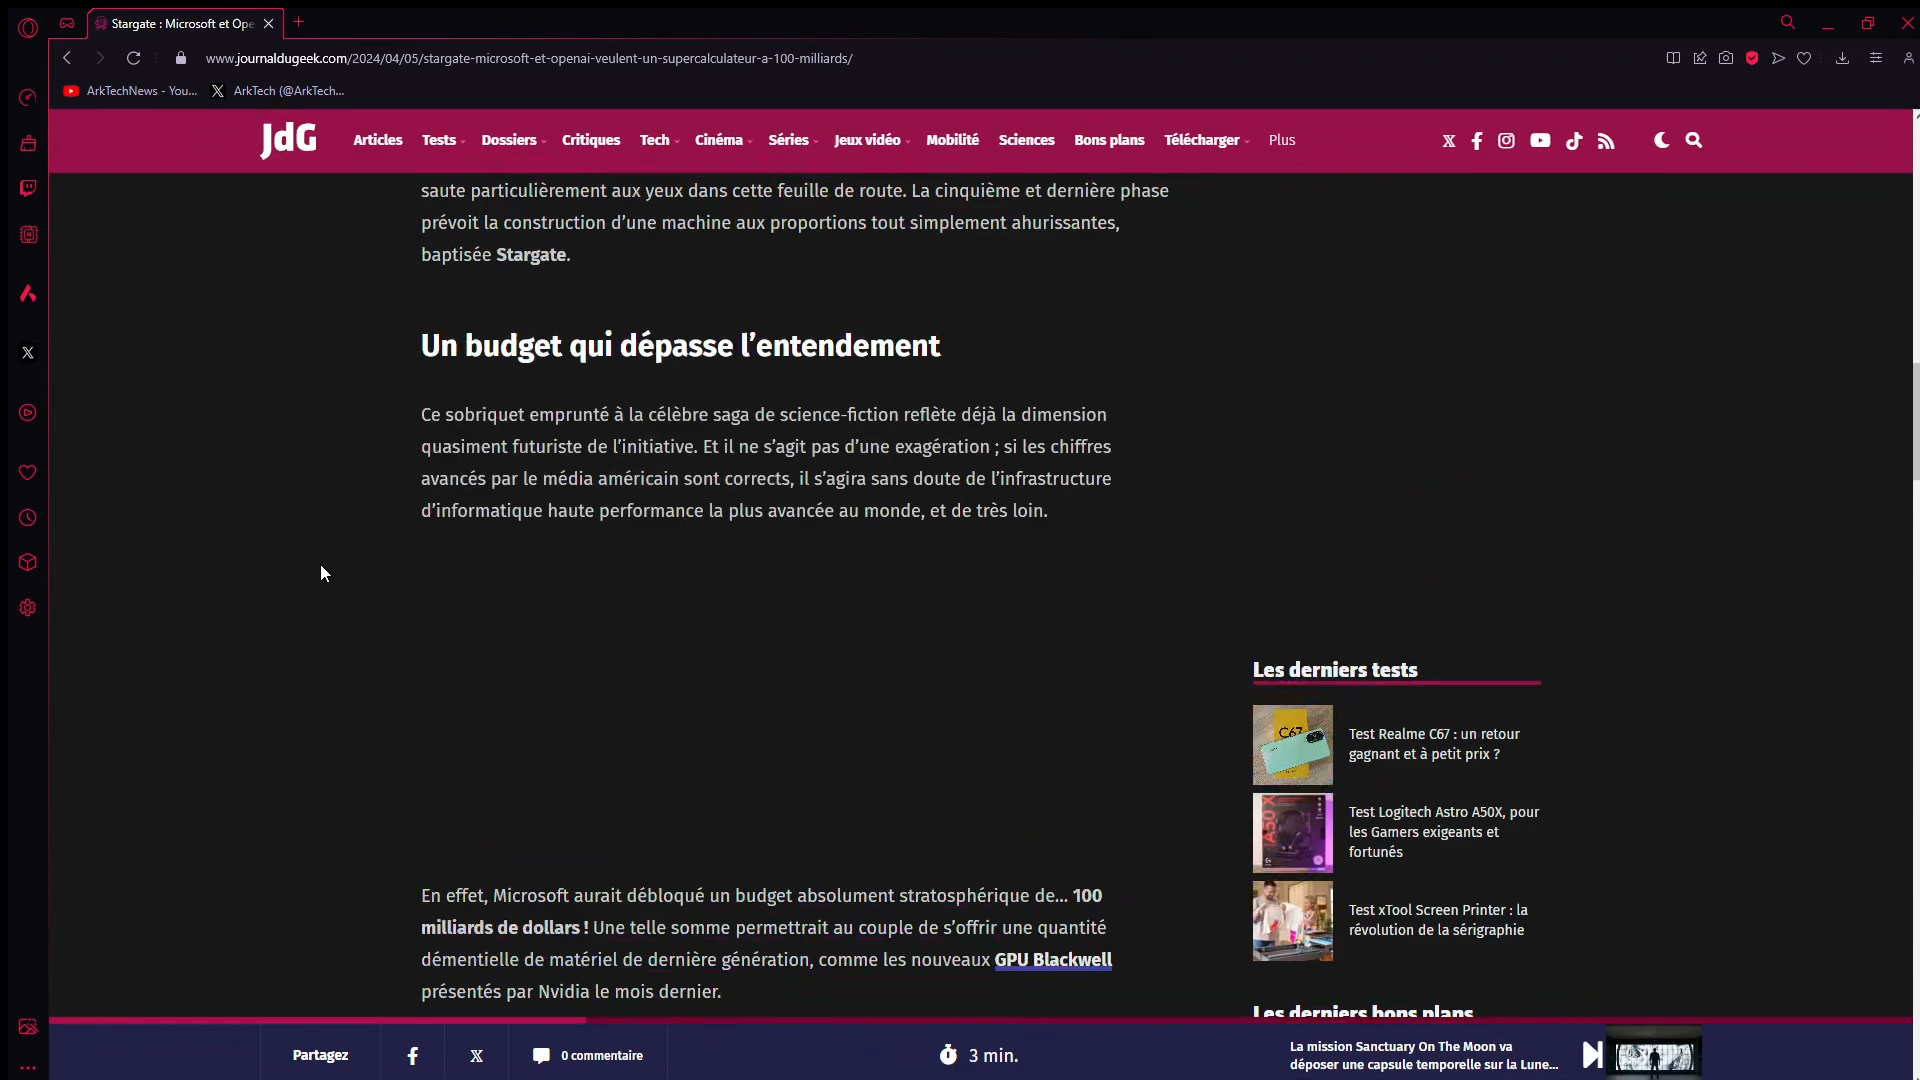 Stargate : Microsoft et Ope
www.journaldugeek.com/2024/04/05/stargate-microsoft-et-openai-veulent-un-supercalculateur-a-100-milliards/
ArkTechNews - You... ArkTech (@ArkTech...
JdG Articles Tests Dossiers Critiques Tech Cinéma Séries Jeux vidéo Mobilité Sciences Bons plans Télécharger Plus
saute particulièrement aux yeux dans cette feuille de route. La cinquième et dernière phase
prévoit la construction d’une machine aux proportions tout simplement ahurissantes,
baptisée Stargate.
Un budget qui dépasse l’entendement
Ce sobriquet emprunté à la célèbre saga de science-fiction reflète déjà la dimension
quasiment futuriste de l’initiative. Et il ne s’agit pas d’une exagération ; si les chiffres
avancés par le média américain sont corrects, il s’agira sans doute de l’infrastructure
d’informatique haute performance la plus avancée au monde, et de très loin.
En effet, Microsoft aurait débloqué un budget absolument stratosphérique de... 100
milliards de dollars ! Une telle somme permettrait au couple de s’offrir une quantité
démentielle de matériel de dernière génération, comme les nouveaux GPU Blackwell
présentés par Nvidia le mois dernier.
Les derniers tests
C67
Test Realme C67 : un retour
gagnant et à petit prix ?
A50X
Test Logitech Astro A50X, pour
les Gamers exigeants et
fortunés
Test xTool Screen Printer : la
révolution de la sérigraphie
Les derniers bons plans
Partagez
0 commentaire
3 min.
La mission Sanctuary On The Moon va
déposer une capsule temporelle sur la Lune...